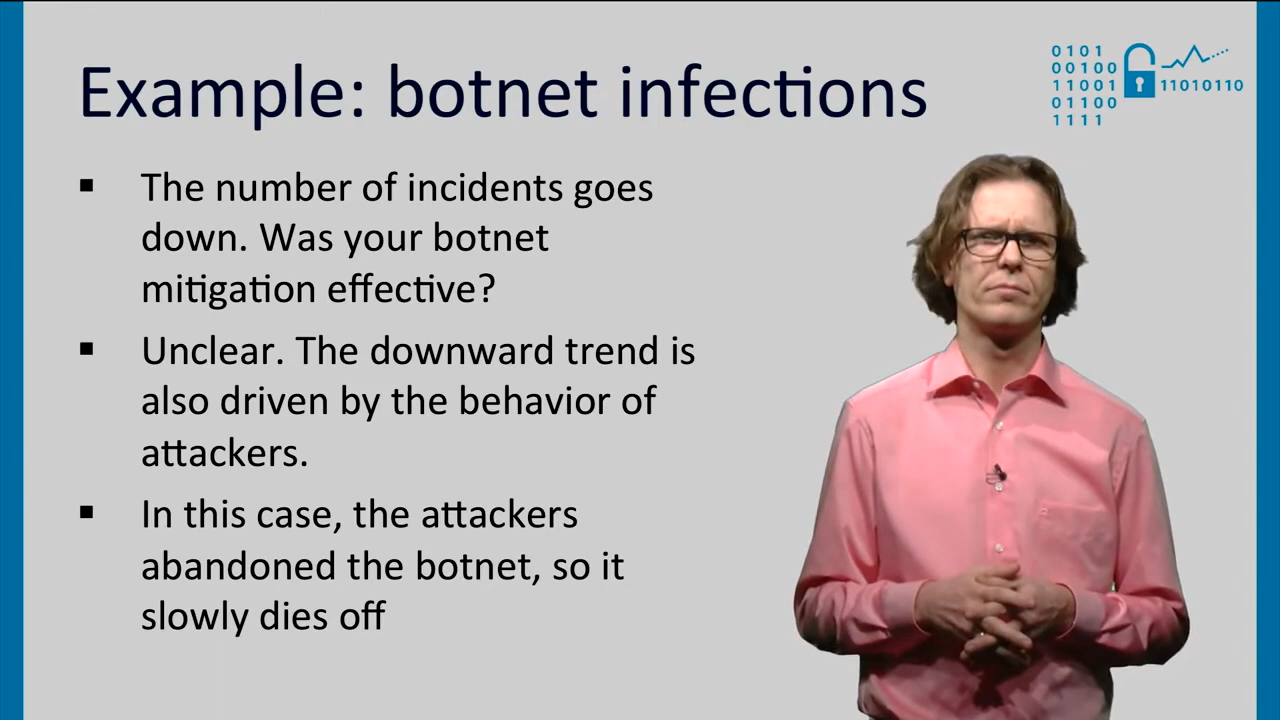 Example: botnet infections
0101
00100
11001
01100
1111
11010110
▪ The number of incidents goes
down. Was your botnet
mitigation effective?
▪ Unclear. The downward trend is
also driven by the behavior of
attackers.
▪ In this case, the attackers
abandoned the botnet, so it
slowly dies off